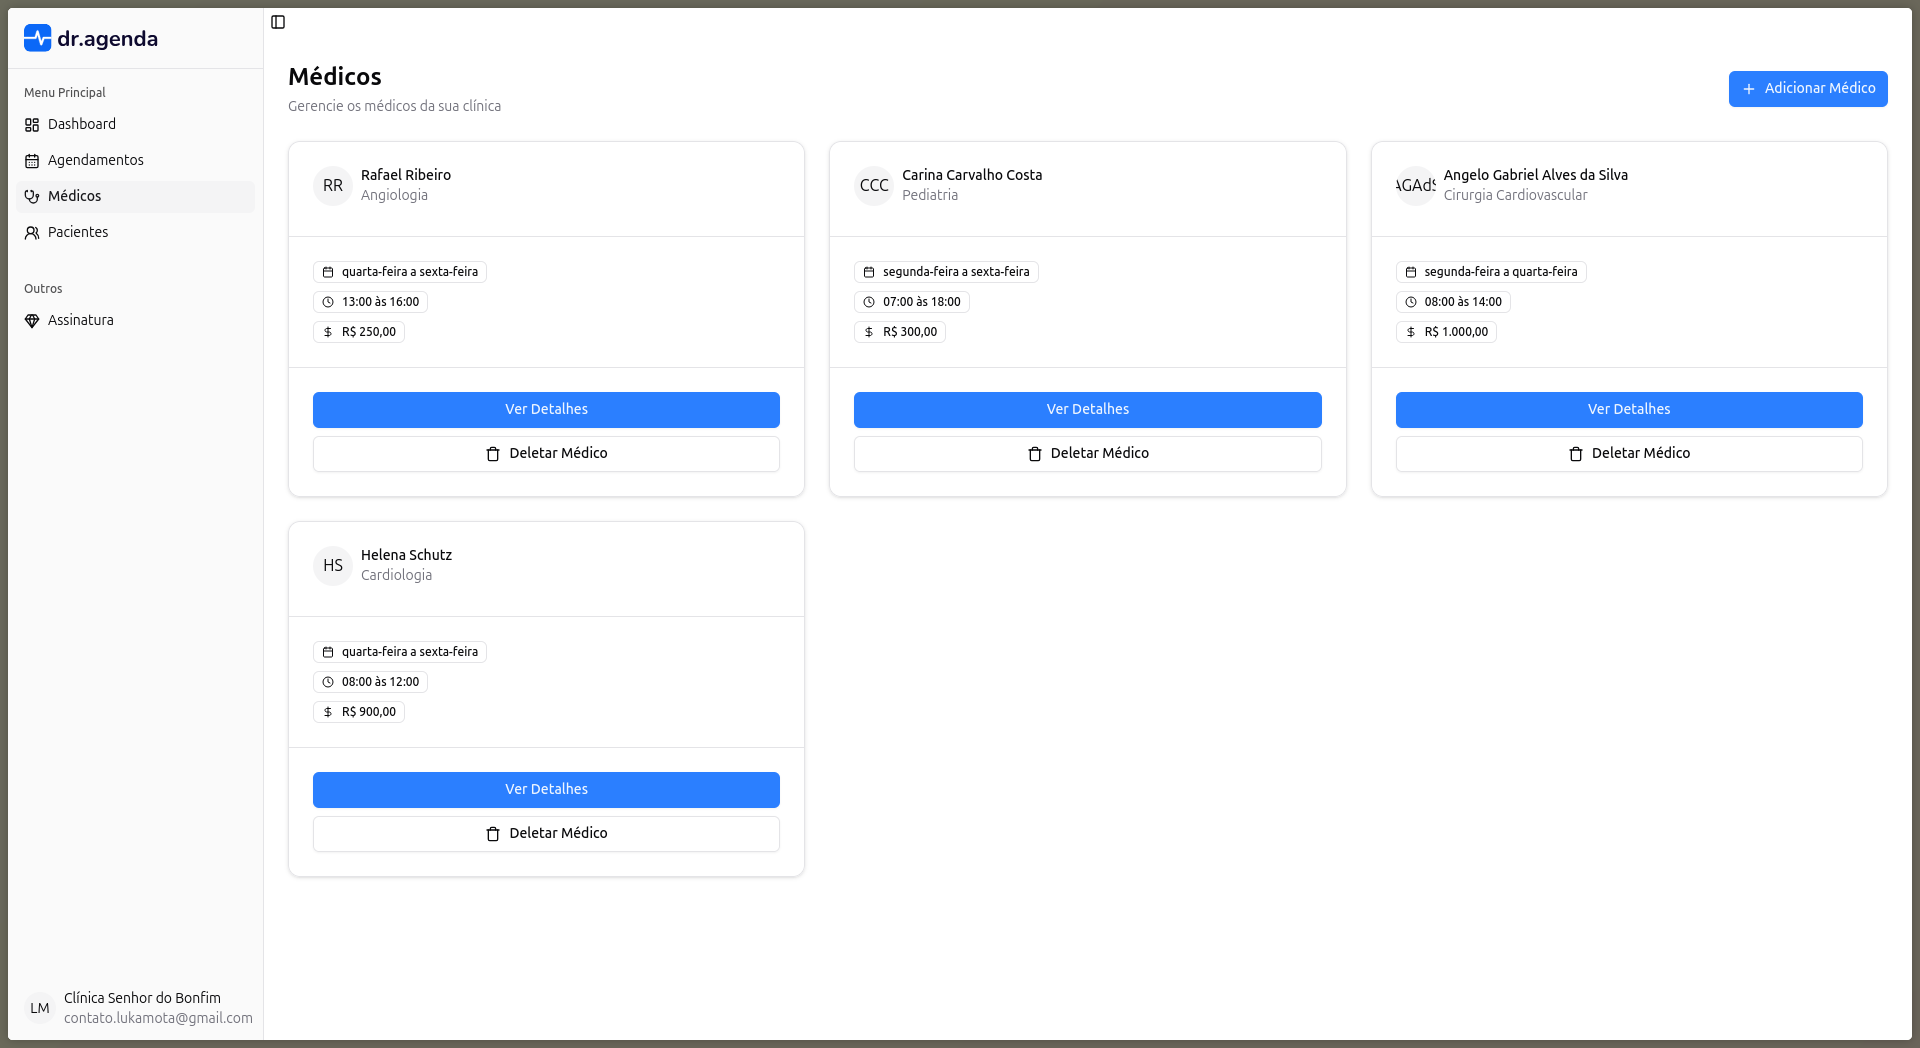 dr.agenda
Menu Principal
Dashboard
Agendamentos
Médicos
Pacientes
Outros
Assinatura
LM
Clínica Senhor do Bonfim
contato.lukamota@gmail.com
Médicos
Gerencie os médicos da sua clínica
Adicionar Médico
RR
Rafael Ribeiro
Angiologia
quarta-feira a sexta-feira
13:00 às 16:00
R$ 250,00
Ver Detalhes
Deletar Médico
CCC
Carina Carvalho Costa
Pediatria
segunda-feira a sexta-feira
07:00 às 18:00
R$ 300,00
Ver Detalhes
Deletar Médico
AGAdS
Angelo Gabriel Alves da Silva
Cirurgia Cardiovascular
segunda-feira a quarta-feira
08:00 às 14:00
R$ 1.000,00
Ver Detalhes
Deletar Médico
HS
Helena Schutz
Cardiologia
quarta-feira a sexta-feira
08:00 às 12:00
R$ 900,00
Ver Detalhes
Deletar Médico